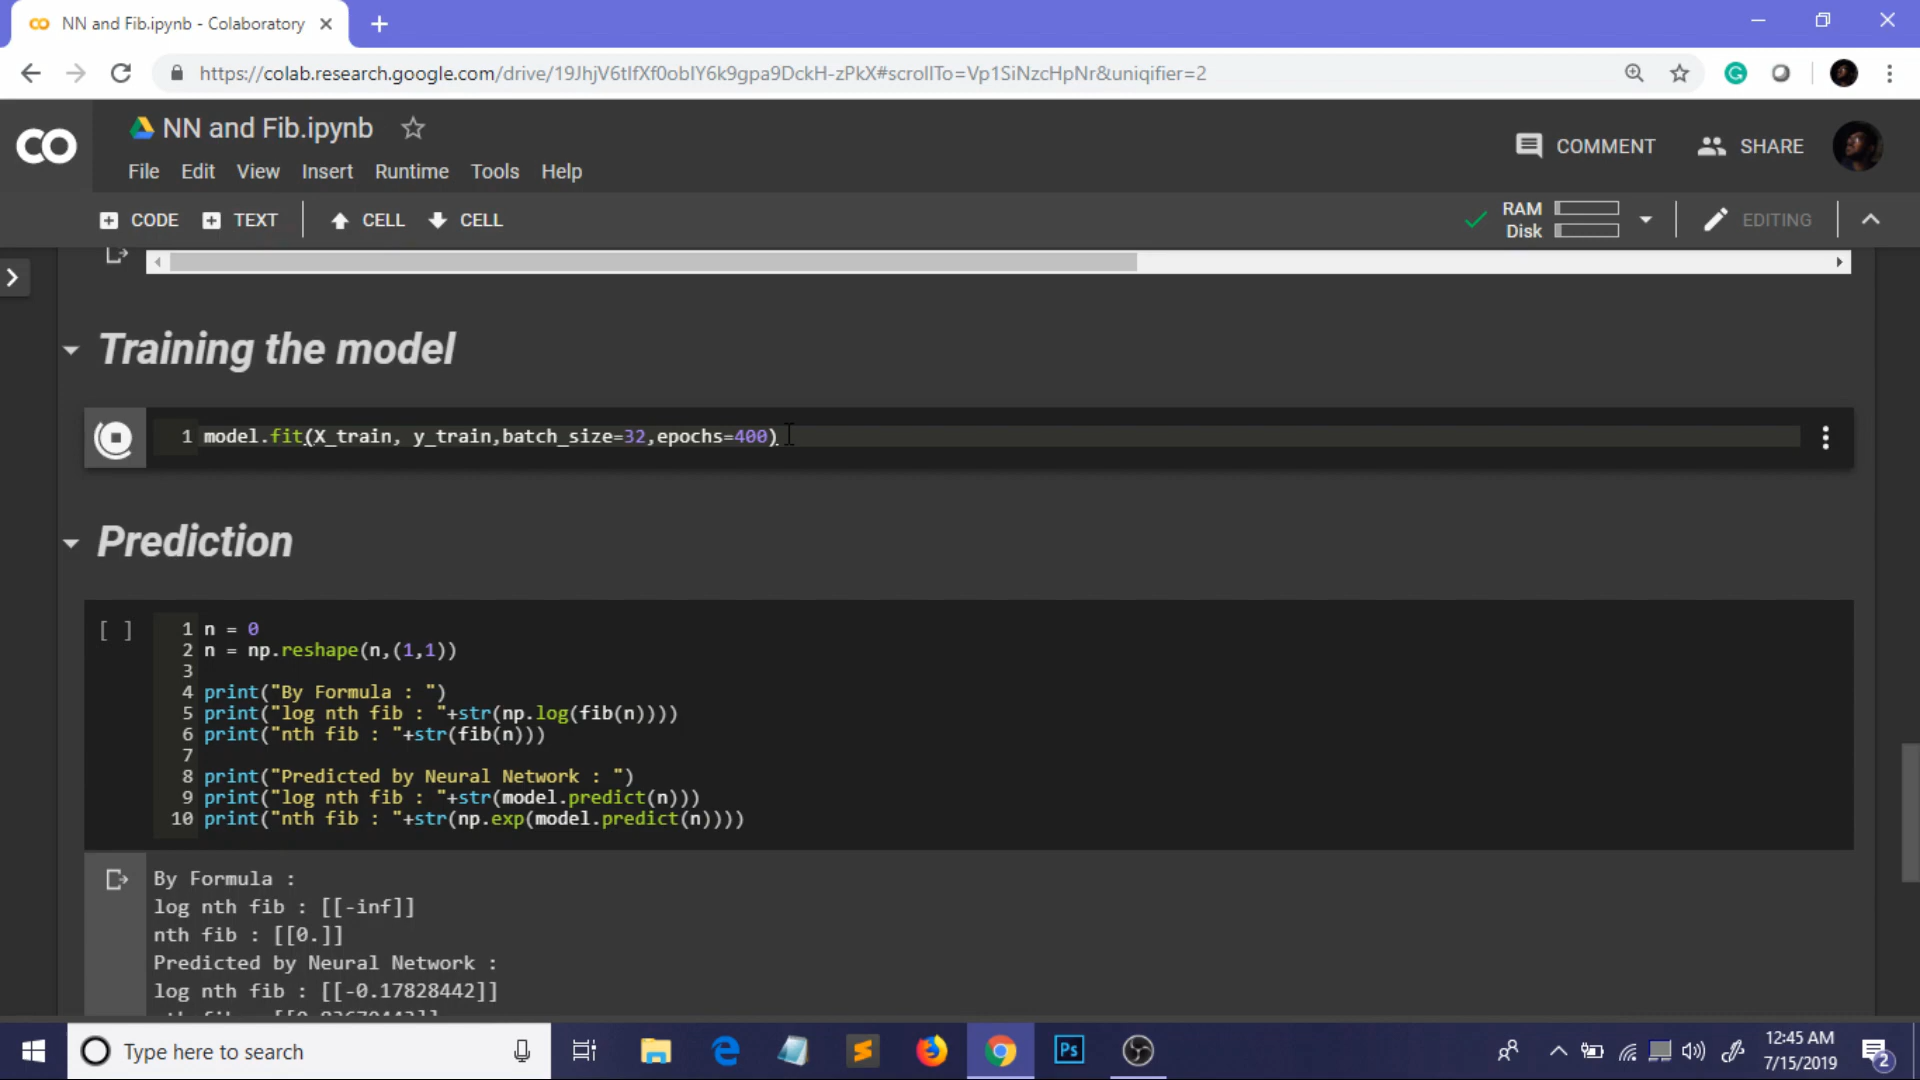 NN and Fib.ipynb - Colaboratory
https://colab.research.google.com/drive/19JhjV6tIfXf0obIY6k9gpa9DckH-zPkX#scrollTo=Vp1SiNzcHpNr&uniqifier=2
NN and Fib.ipynb
File Edit View Insert Runtime Tools Help
COMMENT SHARE
CODE TEXT CELL CELL
RAM
Disk
EDITING
Training the model
1 model.fit(X_train, y_train,batch_size=32,epochs=400)
Prediction
[ ]
1 n = 0
2 n = np.reshape(n,(1,1))
3
4 print("By Formula : ")
5 print("log nth fib : "+str(np.log(fib(n))))
6 print("nth fib : "+str(fib(n)))
7
8 print("Predicted by Neural Network : ")
9 print("log nth fib : "+str(model.predict(n)))
10 print("nth fib : "+str(np.exp(model.predict(n))))
By Formula :
log nth fib : [[-inf]]
nth fib : [[0.]]
Predicted by Neural Network :
log nth fib : [[-0.17828442]]
Type here to search
Ps
12:45 AM
7/15/2019
2